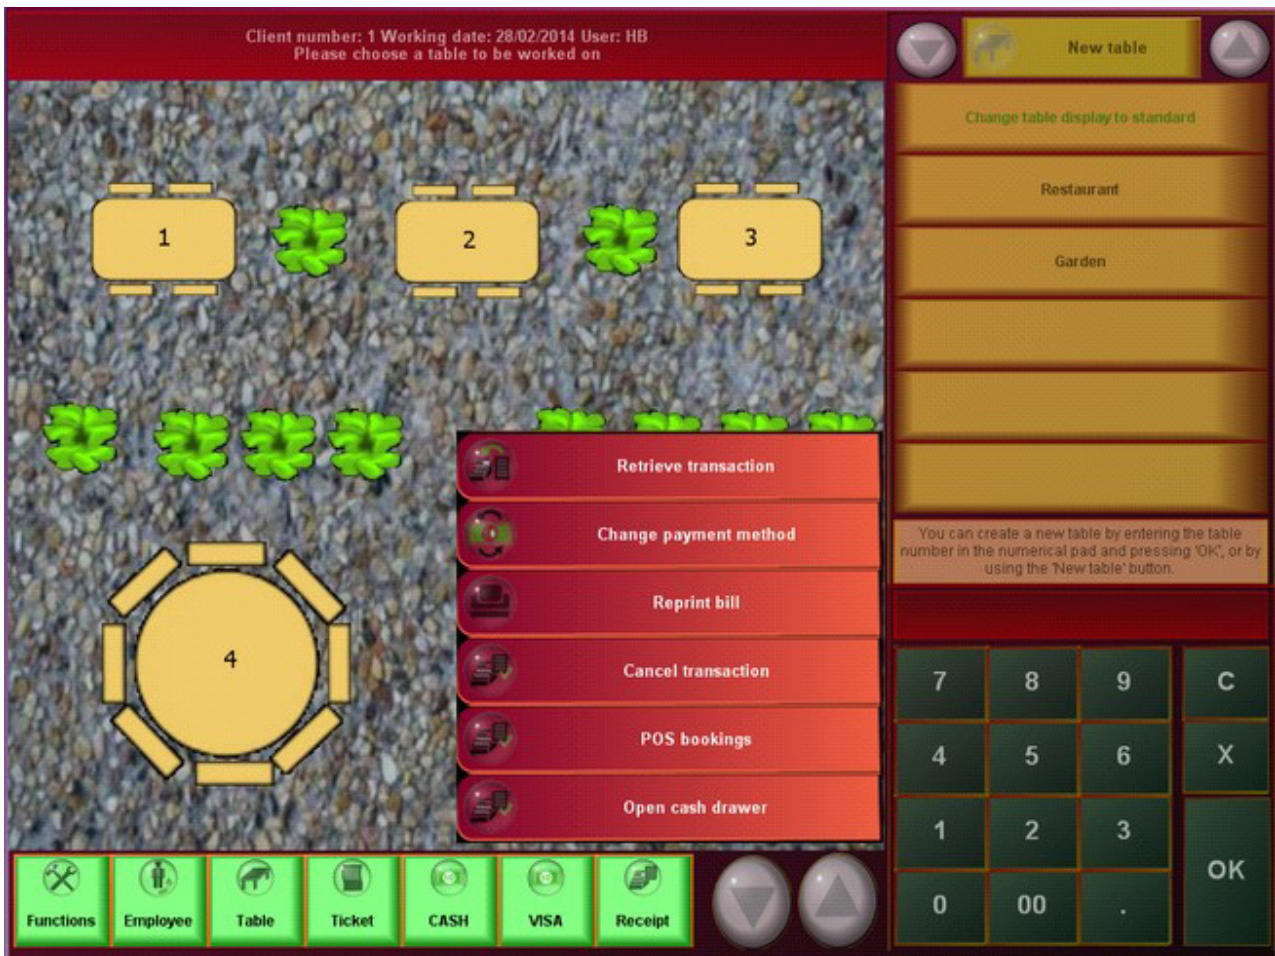 Client number: 1 Working date: 28/02/2014 User: HB
Please choose a table to be worked on
New table
Change table display to standard
Restaurant
Garden
1
2
3
4
Retrieve transaction
Change payment method
Reprint bill
Cancel transaction
POS bookings
Open cash drawer
You can create a new table by entering the table
number in the numerical pad and pressing 'OK', or by
using the 'New table' button.
7 8 9 C
4 5 6 X
1 2 3
OK
0 00 .
Functions Employee Table Ticket CASH VISA Receipt